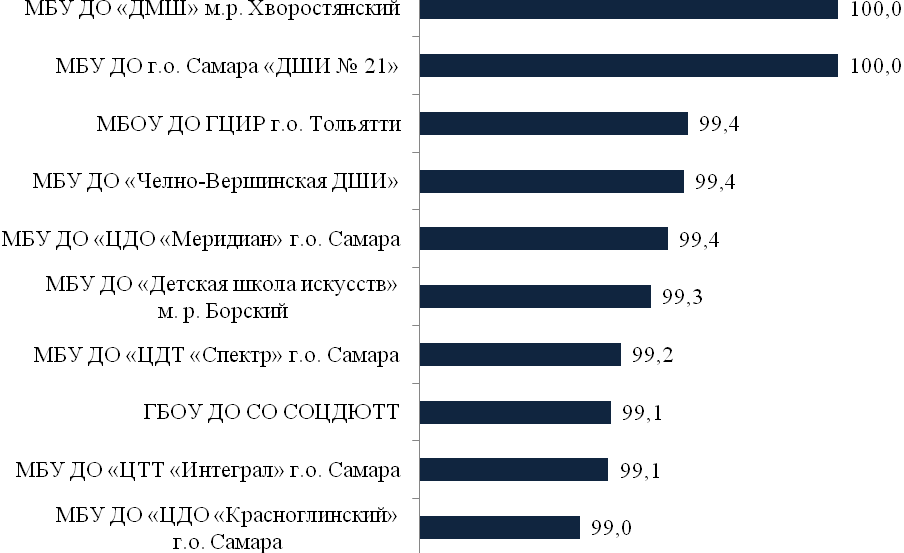 МБУ ДО «ДМШ» м.р. Хворостянский 100,0
МБУ ДО г.о. Самара «ДШИ № 21» 100,0
МБОУ ДО ГЦИР г.о. Тольятти 99,4
МБУ ДО «Челно-Вершинская ДШИ» 99,4
МБУ ДО «ЦДО «Меридиан» г.о. Самара 99,4
МБУ ДО «Детская школа искусств»
м. р. Борский 99,3
МБУ ДО «ЦДТ «Спектр» г.о. Самара 99,2
ГБОУ ДО СО СОЦДЮТТ 99,1
МБУ ДО «ЦТТ «Интеграл» г.о. Самара 99,1
МБУ ДО «ЦДО «Красноглинский»
г.о. Самара 99,0